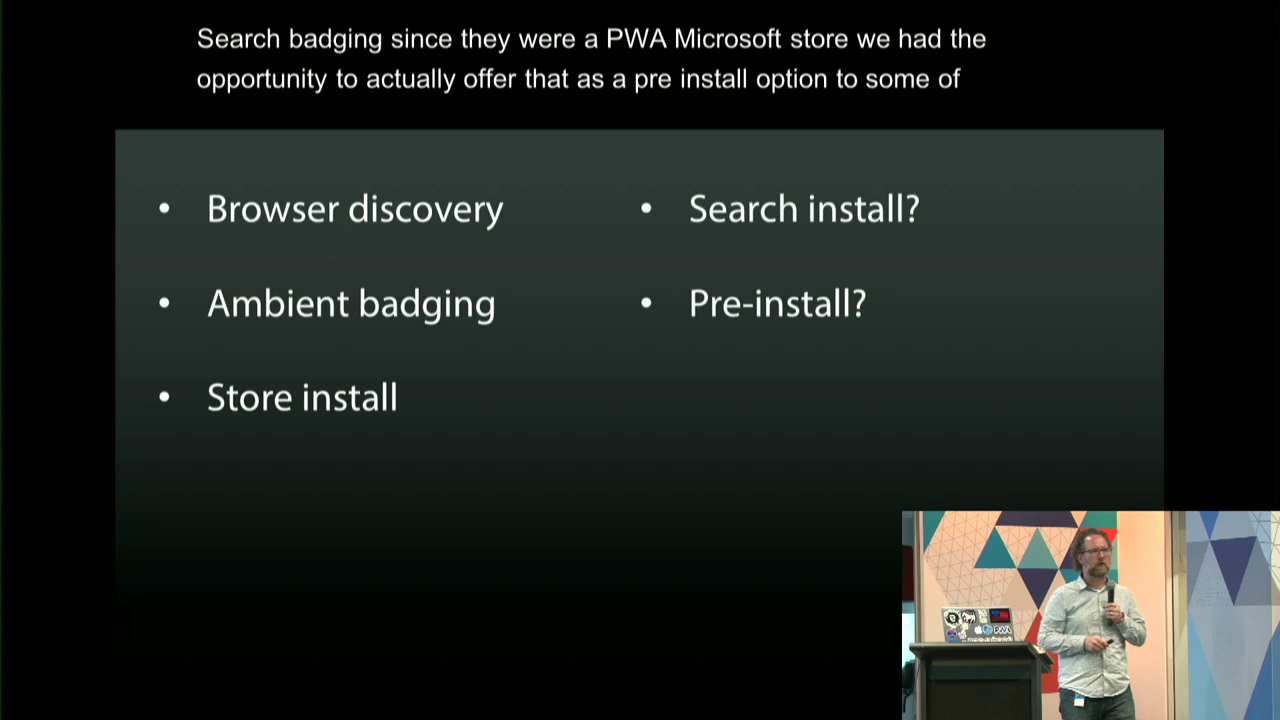 Search badging since they were a PWA Microsoft store we had the
opportunity to actually offer that as a pre install option to some of
• Browser discovery
• Ambient badging
• Store install
• Search install?
• Pre-install?
PWA